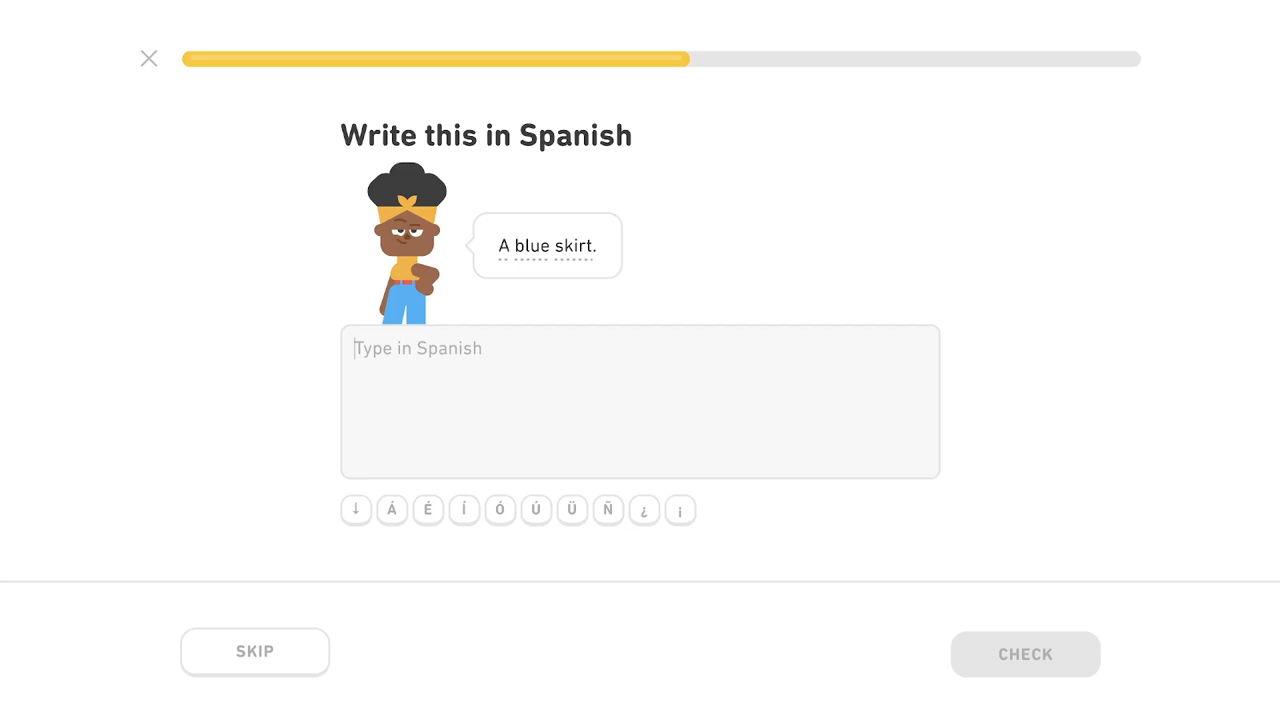 Write this in Spanish
A blue skirt.
Type in Spanish
↓ Á É Í Ó Ú Ü Ñ ¿ ¡
SKIP
CHECK